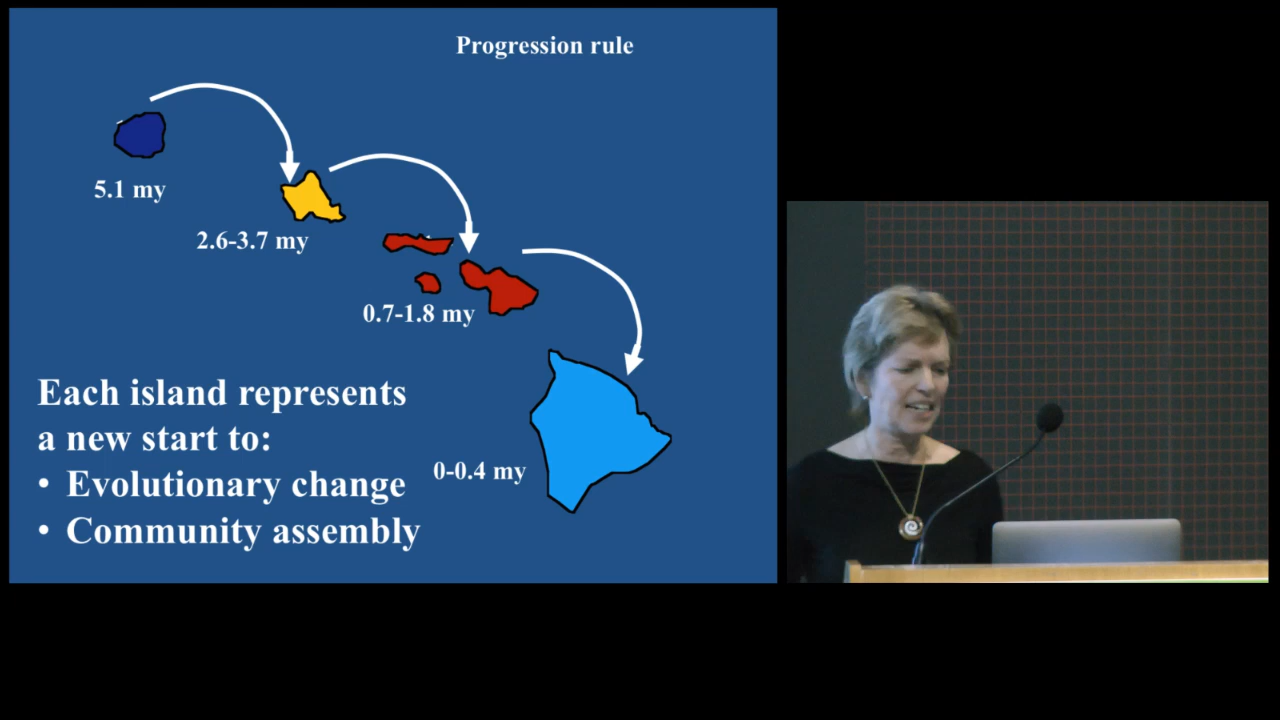 Progression rule
5.1 my
2.6-3.7 my
0.7-1.8 my
Each island represents
a new start to:
• Evolutionary change
0-0.4 my
• Community assembly